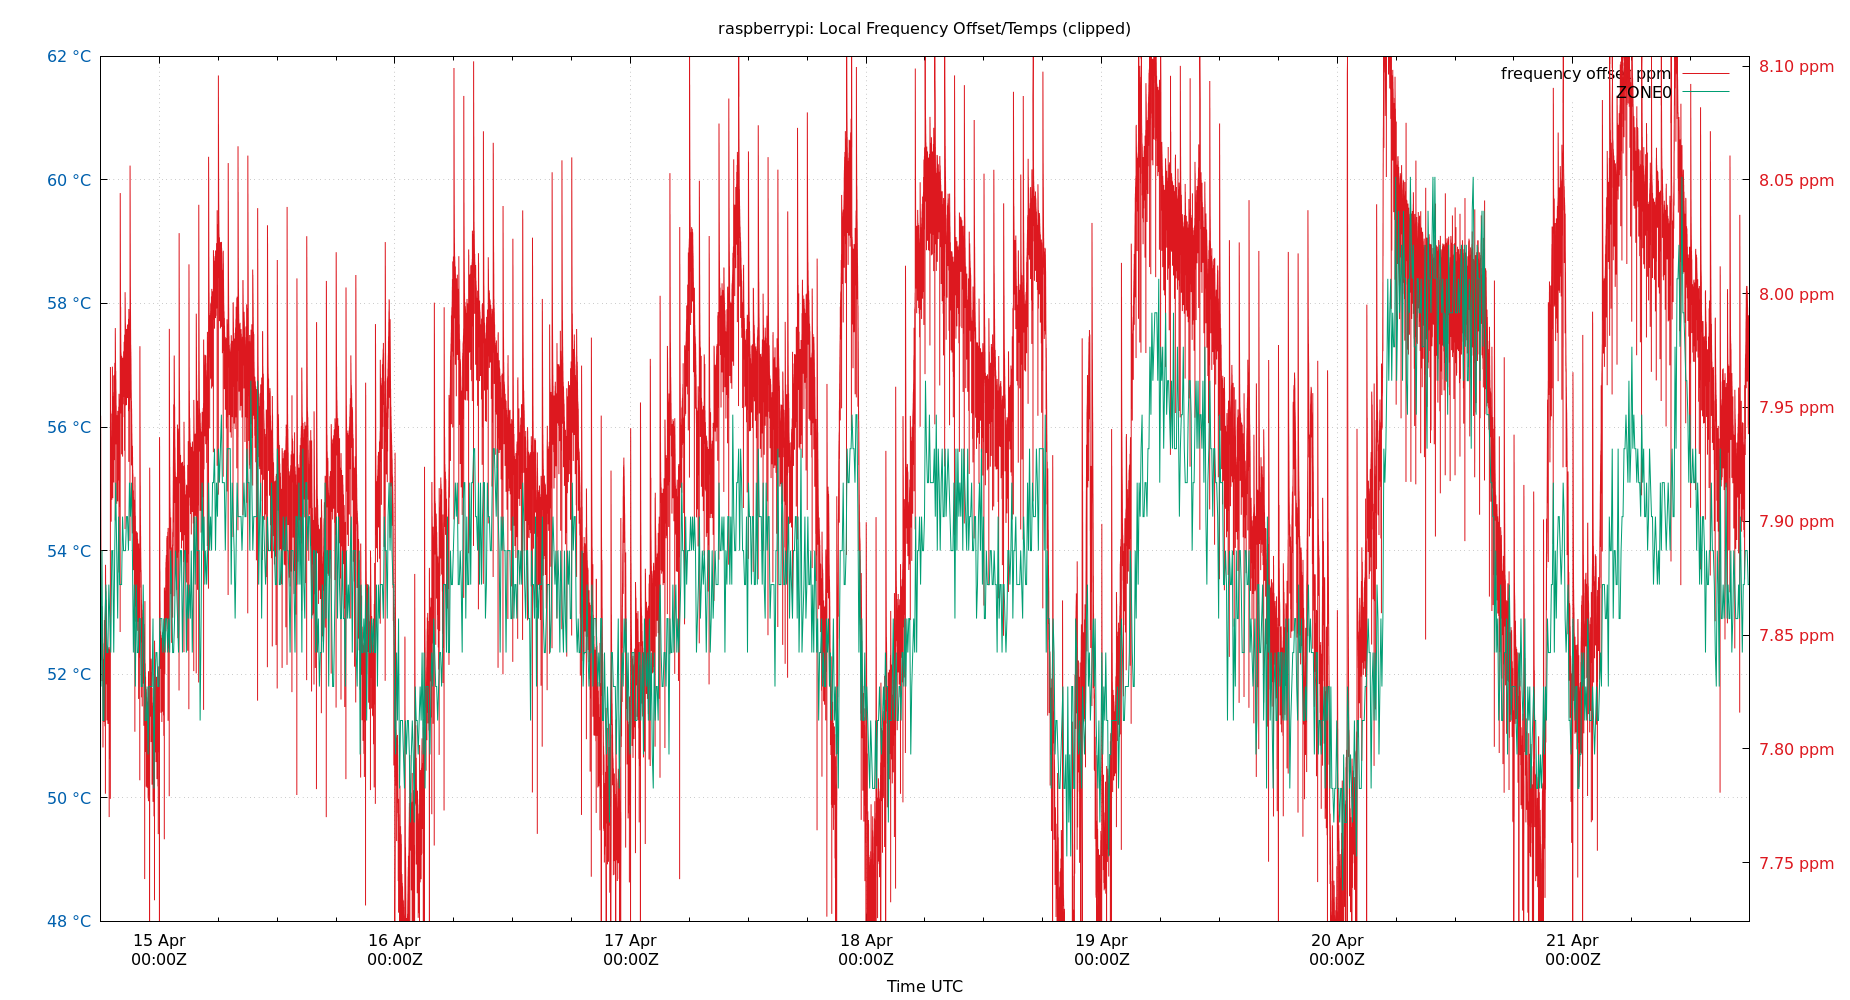 raspberrypi: Local Frequency Offset/Temps (clipped)
62 °C
60 °C
58 °C
56 °C
54 °C
52 °C
50 °C
48 °C
frequency offset ppm
ZONE0
8.10 ppm
8.05 ppm
8.00 ppm
7.95 ppm
7.90 ppm
7.85 ppm
7.80 ppm
7.75 ppm
15 Apr
00:00Z
16 Apr
00:00Z
17 Apr
00:00Z
18 Apr
00:00Z
19 Apr
00:00Z
20 Apr
00:00Z
21 Apr
00:00Z
Time UTC